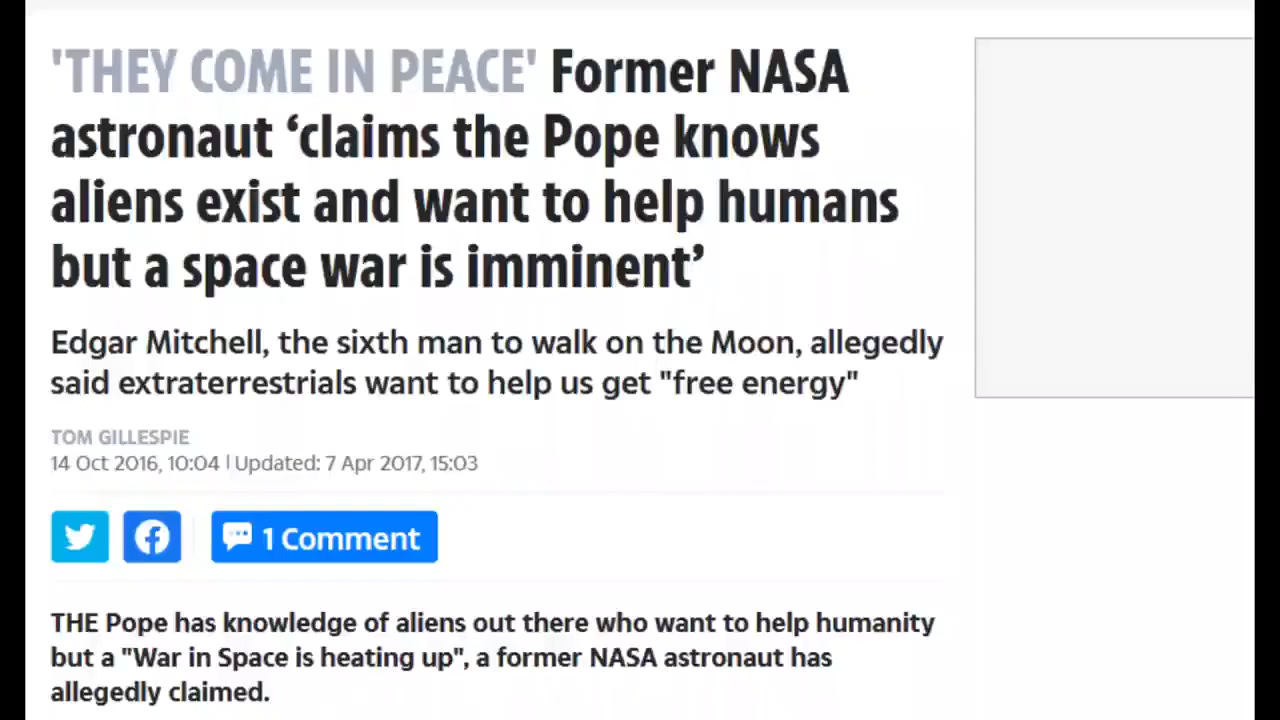 'THEY COME IN PEACE' Former NASA
astronaut ‘claims the Pope knows
aliens exist and want to help humans
but a space war is imminent’
Edgar Mitchell, the sixth man to walk on the Moon, allegedly
said extraterrestrials want to help us get "free energy"
TOM GILLESPIE
14 Oct 2016, 10:04 | Updated: 7 Apr 2017, 15:03
1 Comment
THE Pope has knowledge of aliens out there who want to help humanity
but a "War in Space is heating up", a former NASA astronaut has
allegedly claimed.